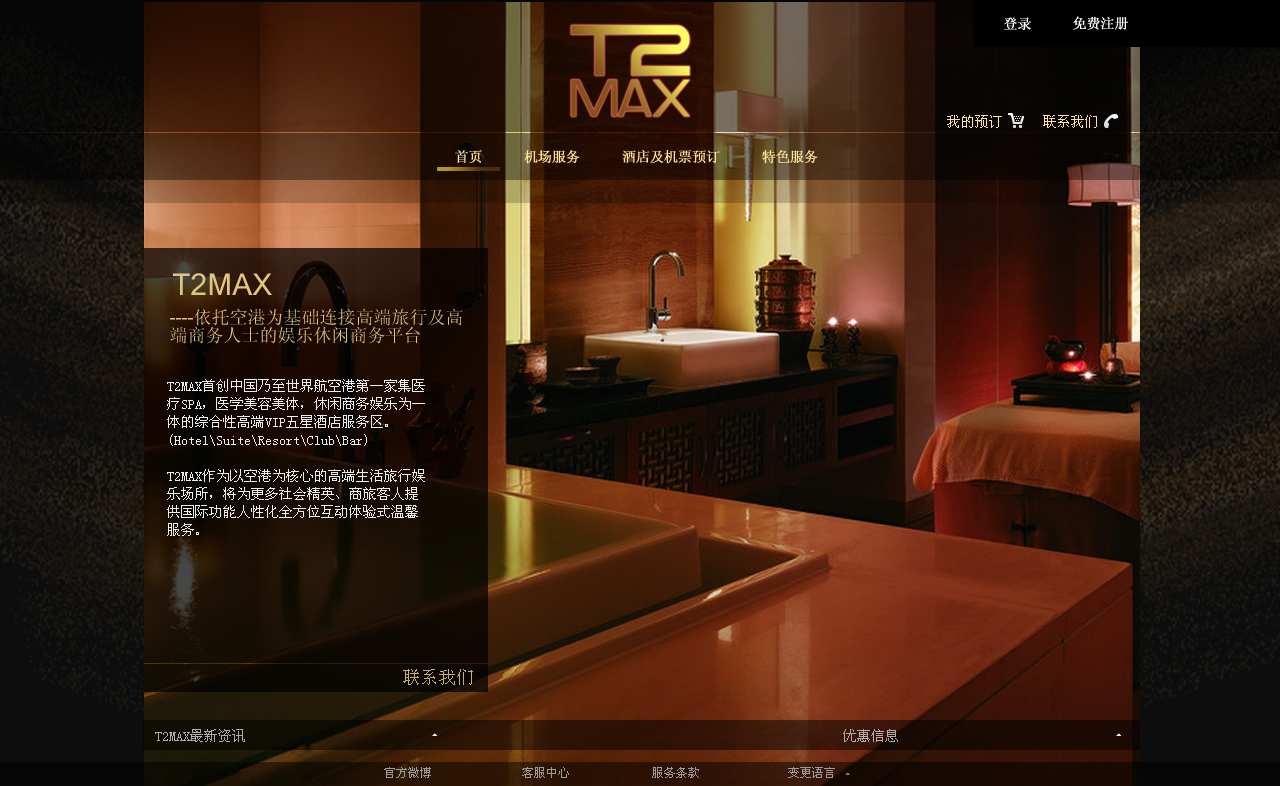 登录 免费注册
T2
MAX
我的预订 联系我们
首页 机场服务 酒店及机票预订 特色服务
T2MAX
----依托空港为基础连接高端旅行及高
端商务人士的娱乐休闲商务平台
T2MAX首创中国乃至世界航空港第一家集医
疗SPA，医学美容美体，休闲商务娱乐为一
体的综合性高端VIP五星酒店服务区。
(Hotel\Suite\Resort\Club\Bar)
T2MAX作为以空港为核心的高端生活旅行娱
乐场所，将为更多社会精英、商旅客人提
供国际功能人性化全方位互动体验式温馨
服务。
联系我们
T2MAX最新资讯 优惠信息
官方微博 客服中心 服务条款 变更语言